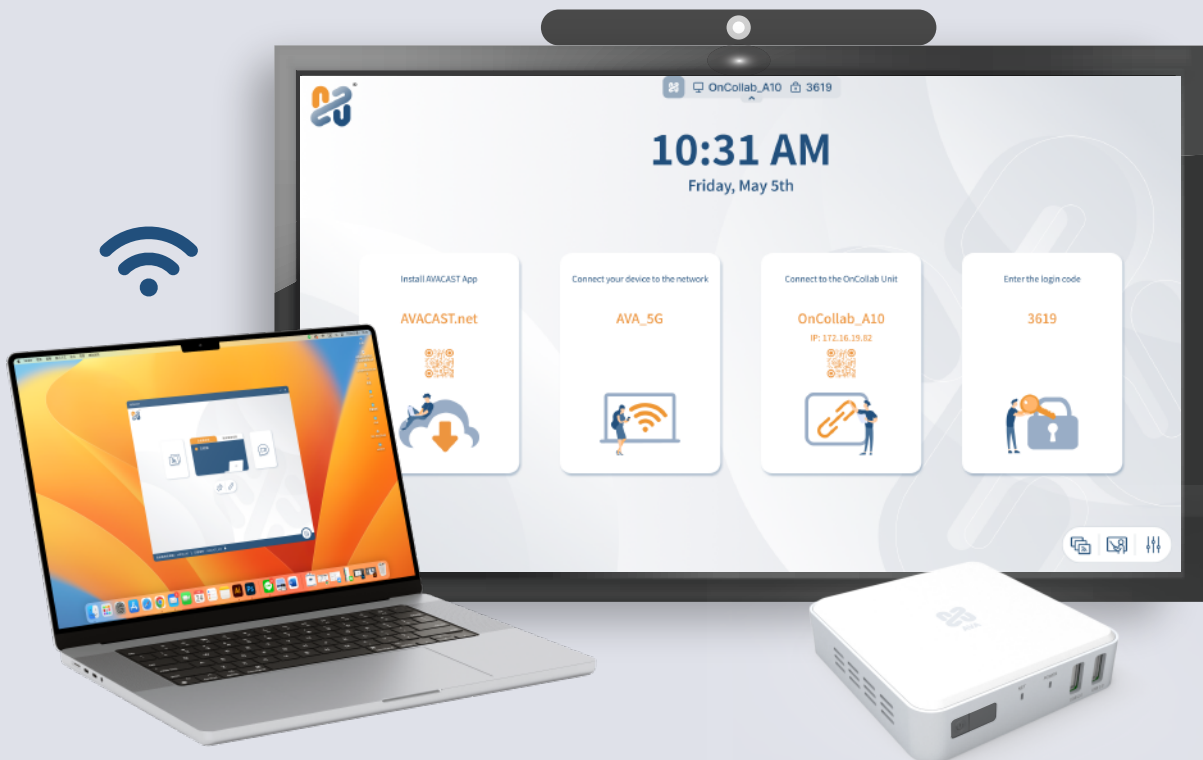 OnCollab_A10 3619
10:31 AM
Friday, May 5th
Install AVACAST App
AVACAST.net
Connect your device to the network
AVA_5G
Connect to the OnCollab Unit
OnCollab_A10
IP: 172.16.19.82
Enter the login code
3619
AVA